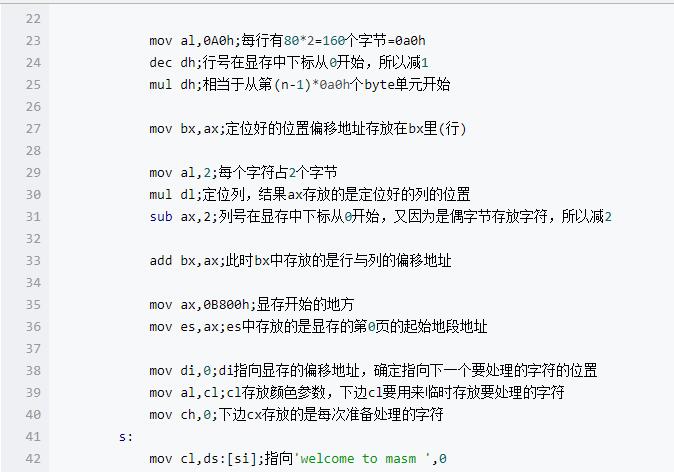 22
23 mov al,0A0h;每行有80*2=160个字节=0a0h
24 dec dh;行号在显存中下标从0开始，所以减1
25 mul dh;相当于从第(n-1)*0a0h个byte单元开始
26
27 mov bx,ax;定位好的位置偏移地址存放在bx里(行)
28
29 mov al,2;每个字符占2个字节
30 mul dl;定位列，结果ax存放的是定位好的列的位置
31 sub ax,2;列号在显存中下标从0开始，又因为是偶字节存放字符，所以减2
32
33 add bx,ax;此时bx中存放的是行与列的偏移地址
34
35 mov ax,0B800h;显存开始的地方
36 mov es,ax;es中存放的是显存的第0页的起始地段地址
37
38 mov di,0;di指向显存的偏移地址，确定指向下一个要处理的字符的位置
39 mov al,cl;cl存放颜色参数，下边cl要用来临时存放要处理的字符
40 mov ch,0;下边cx存放的是每次准备处理的字符
41 s:
42 mov cl,ds:[si];指向'welcome to masm ',0